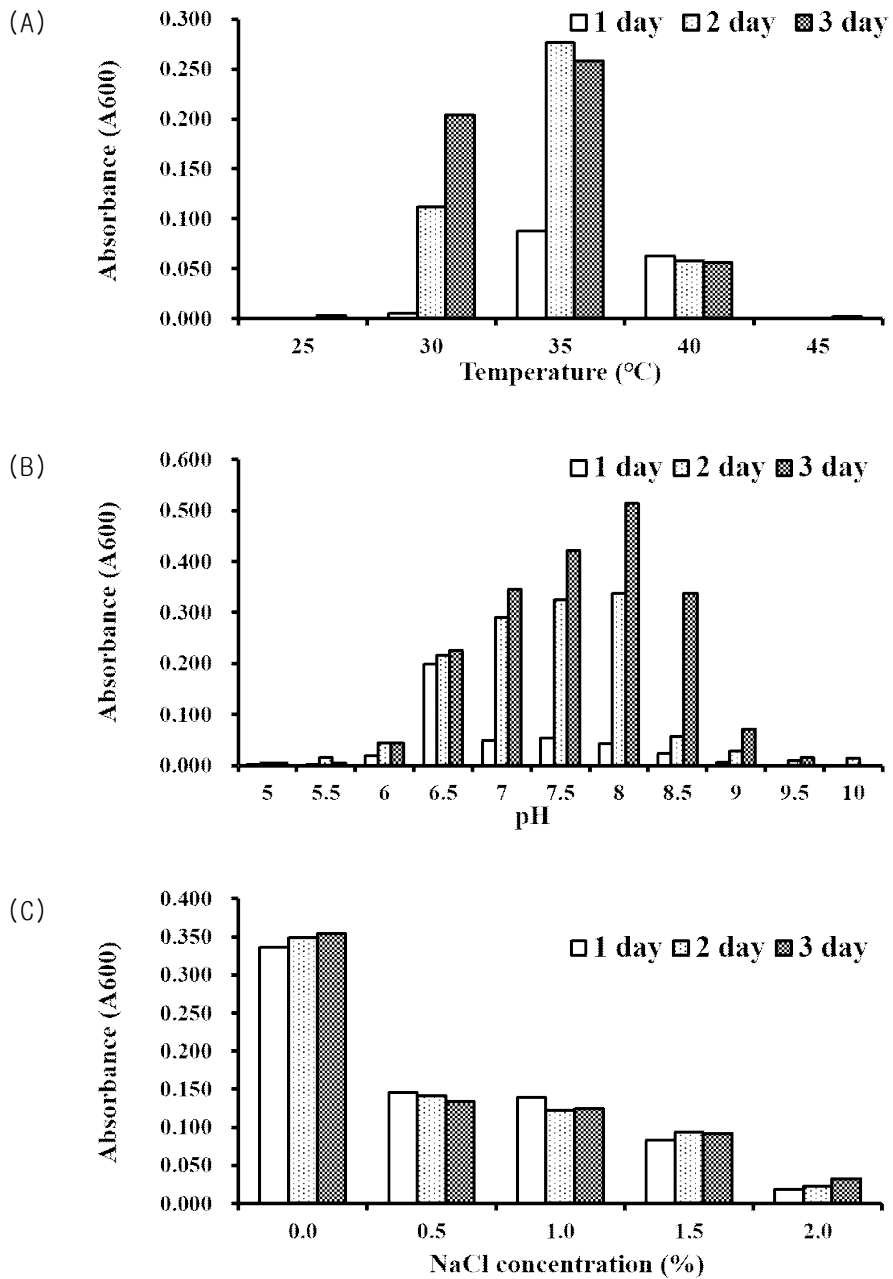 (A)
1 day 2 day 3 day
0.300
0.250
0.200
0.150
0.100
0.050
0.000
Absorbance (A600)
25 30 35 40 45
Temperature (℃)
(B)
1 day 2 day 3 day
0.600
0.500
0.400
0.300
0.200
0.100
0.000
Absorbance (A600)
5 5.5 6 6.5 7 7.5 8 8.5 9 9.5 10
pH
(C)
1 day 2 day 3 day
0.400
0.350
0.300
0.250
0.200
0.150
0.100
0.050
0.000
Absorbance (A600)
0.0 0.5 1.0 1.5 2.0
NaCl concentration (%)